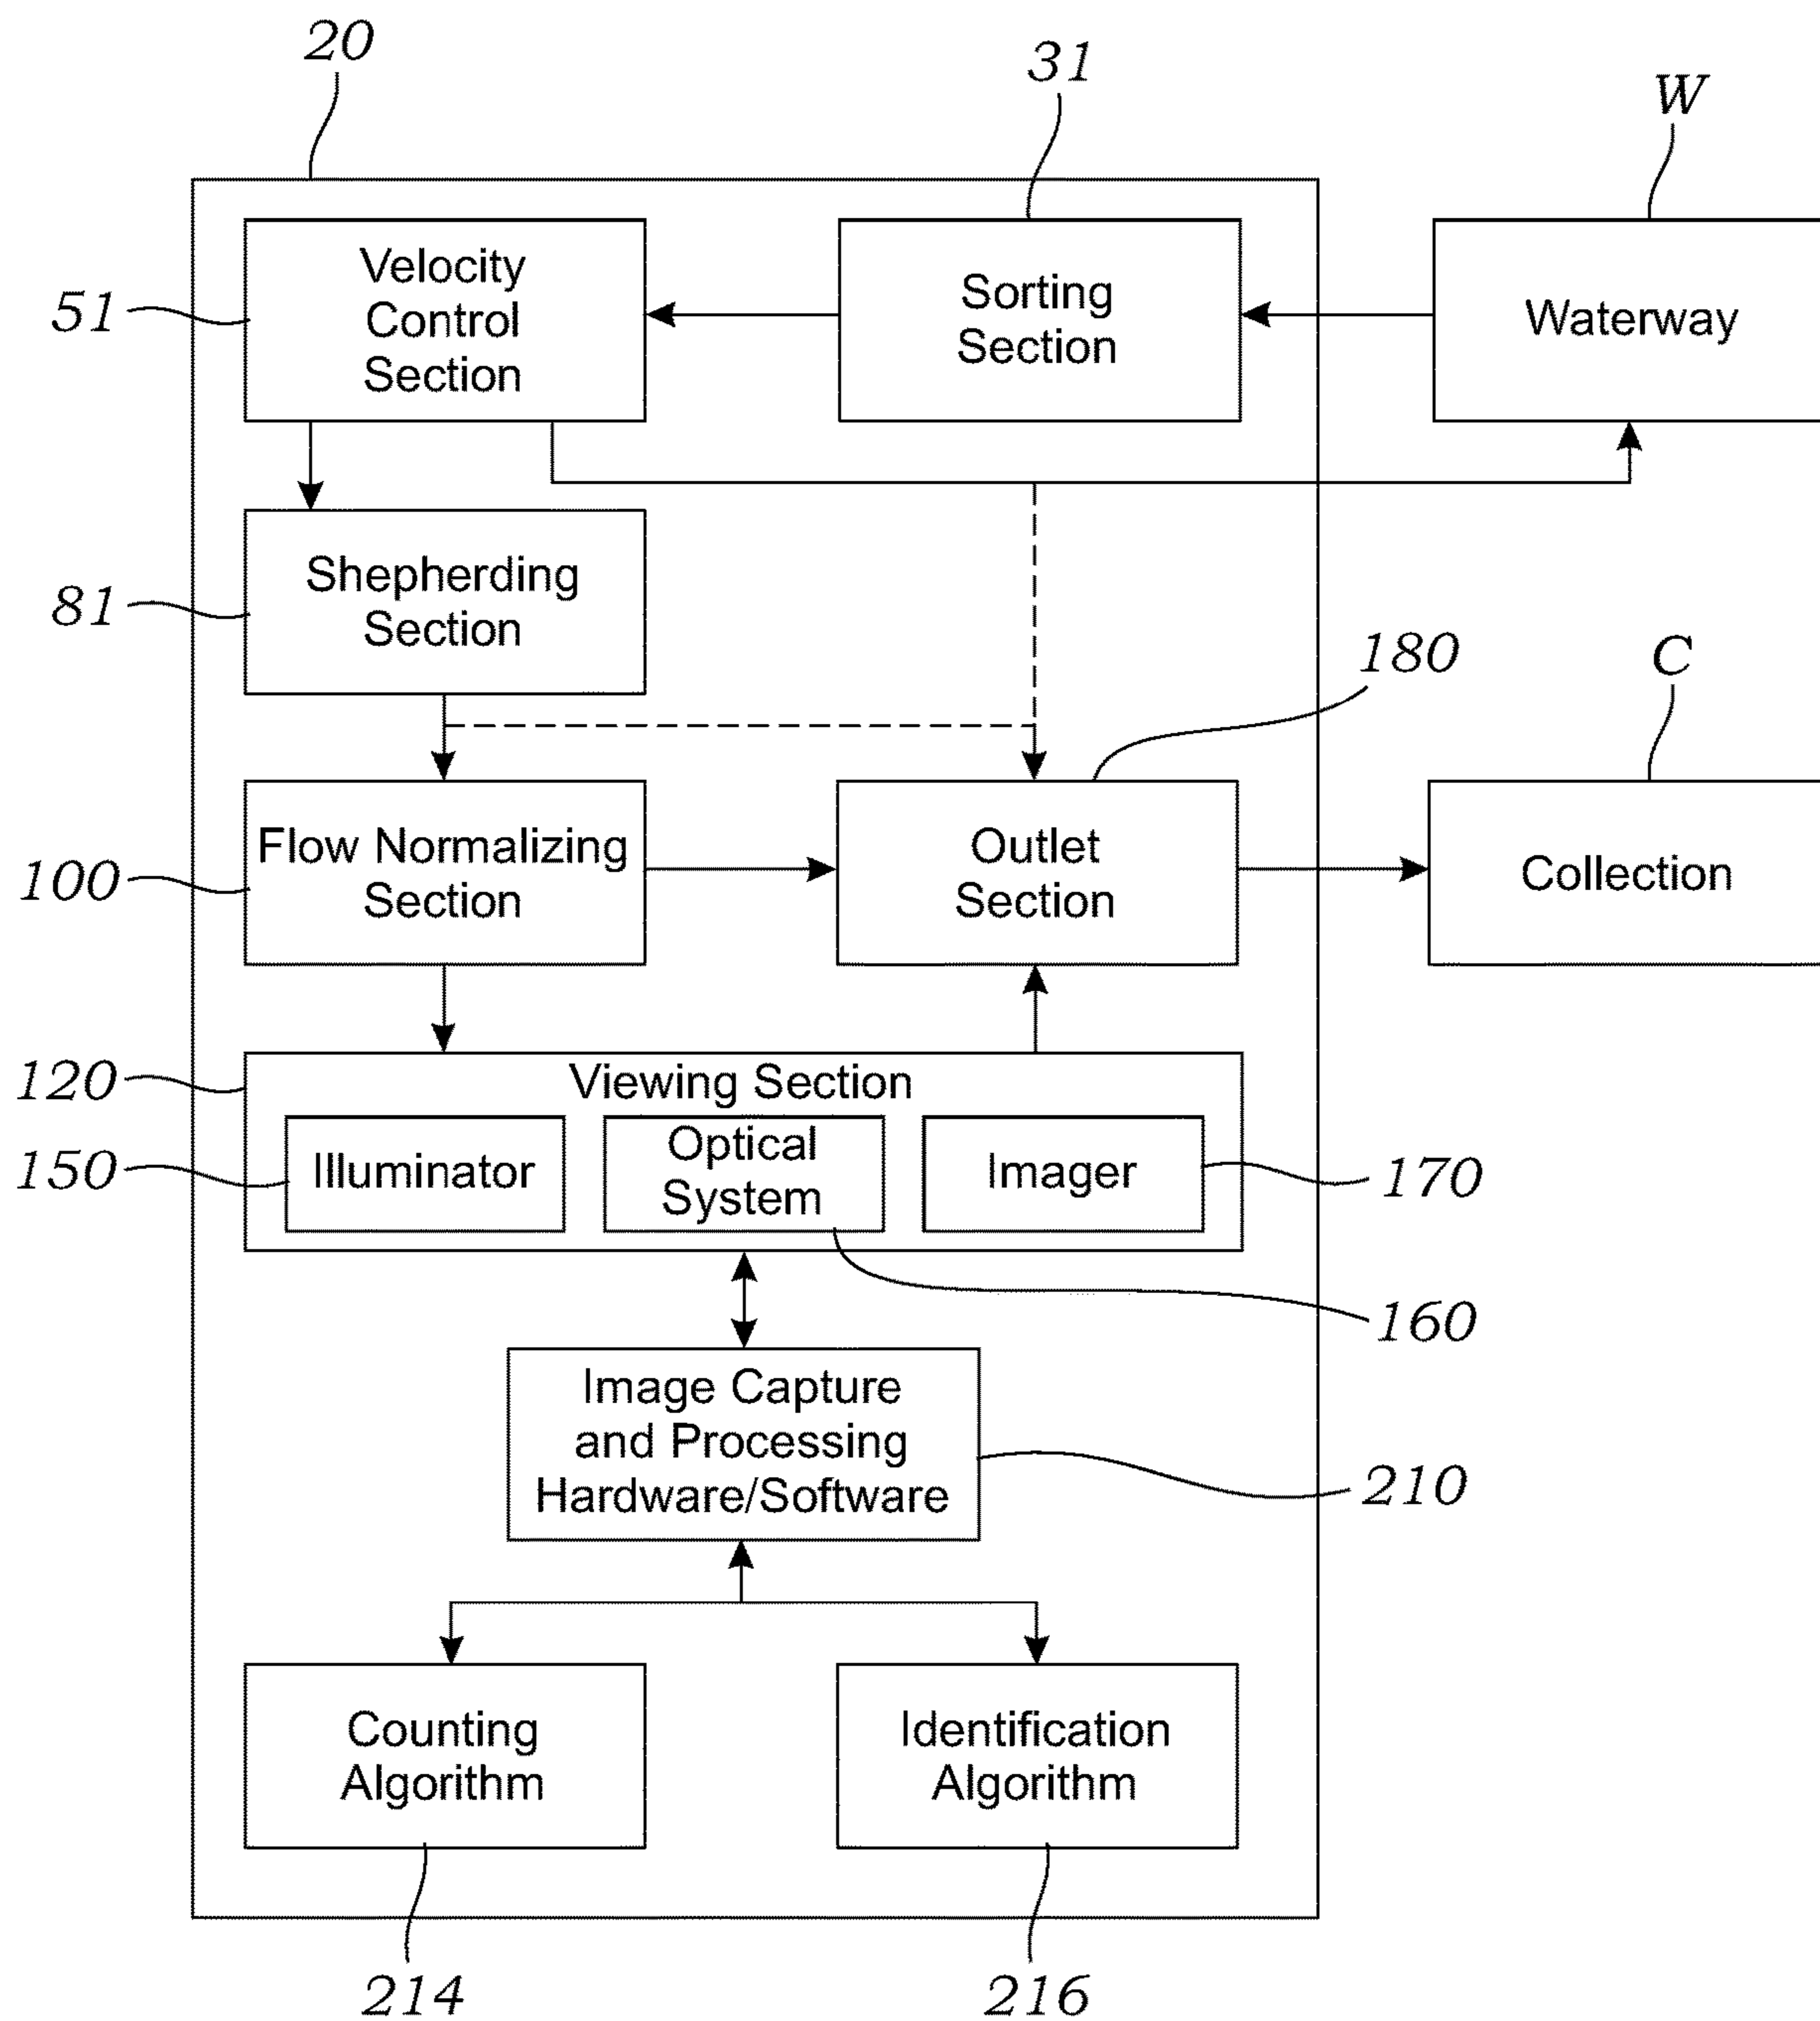 20
31
W
51
Velocity
Control
Section
Sorting
Section
Waterway
81
Shepherding
Section
180
C
100
Flow Normalizing
Section
Outlet
Section
Collection
120
Viewing Section
150
Illuminator
Optical
System
Imager
170
160
Image Capture
and Processing
Hardware/Software
210
Counting
Algorithm
Identification
Algorithm
214
216